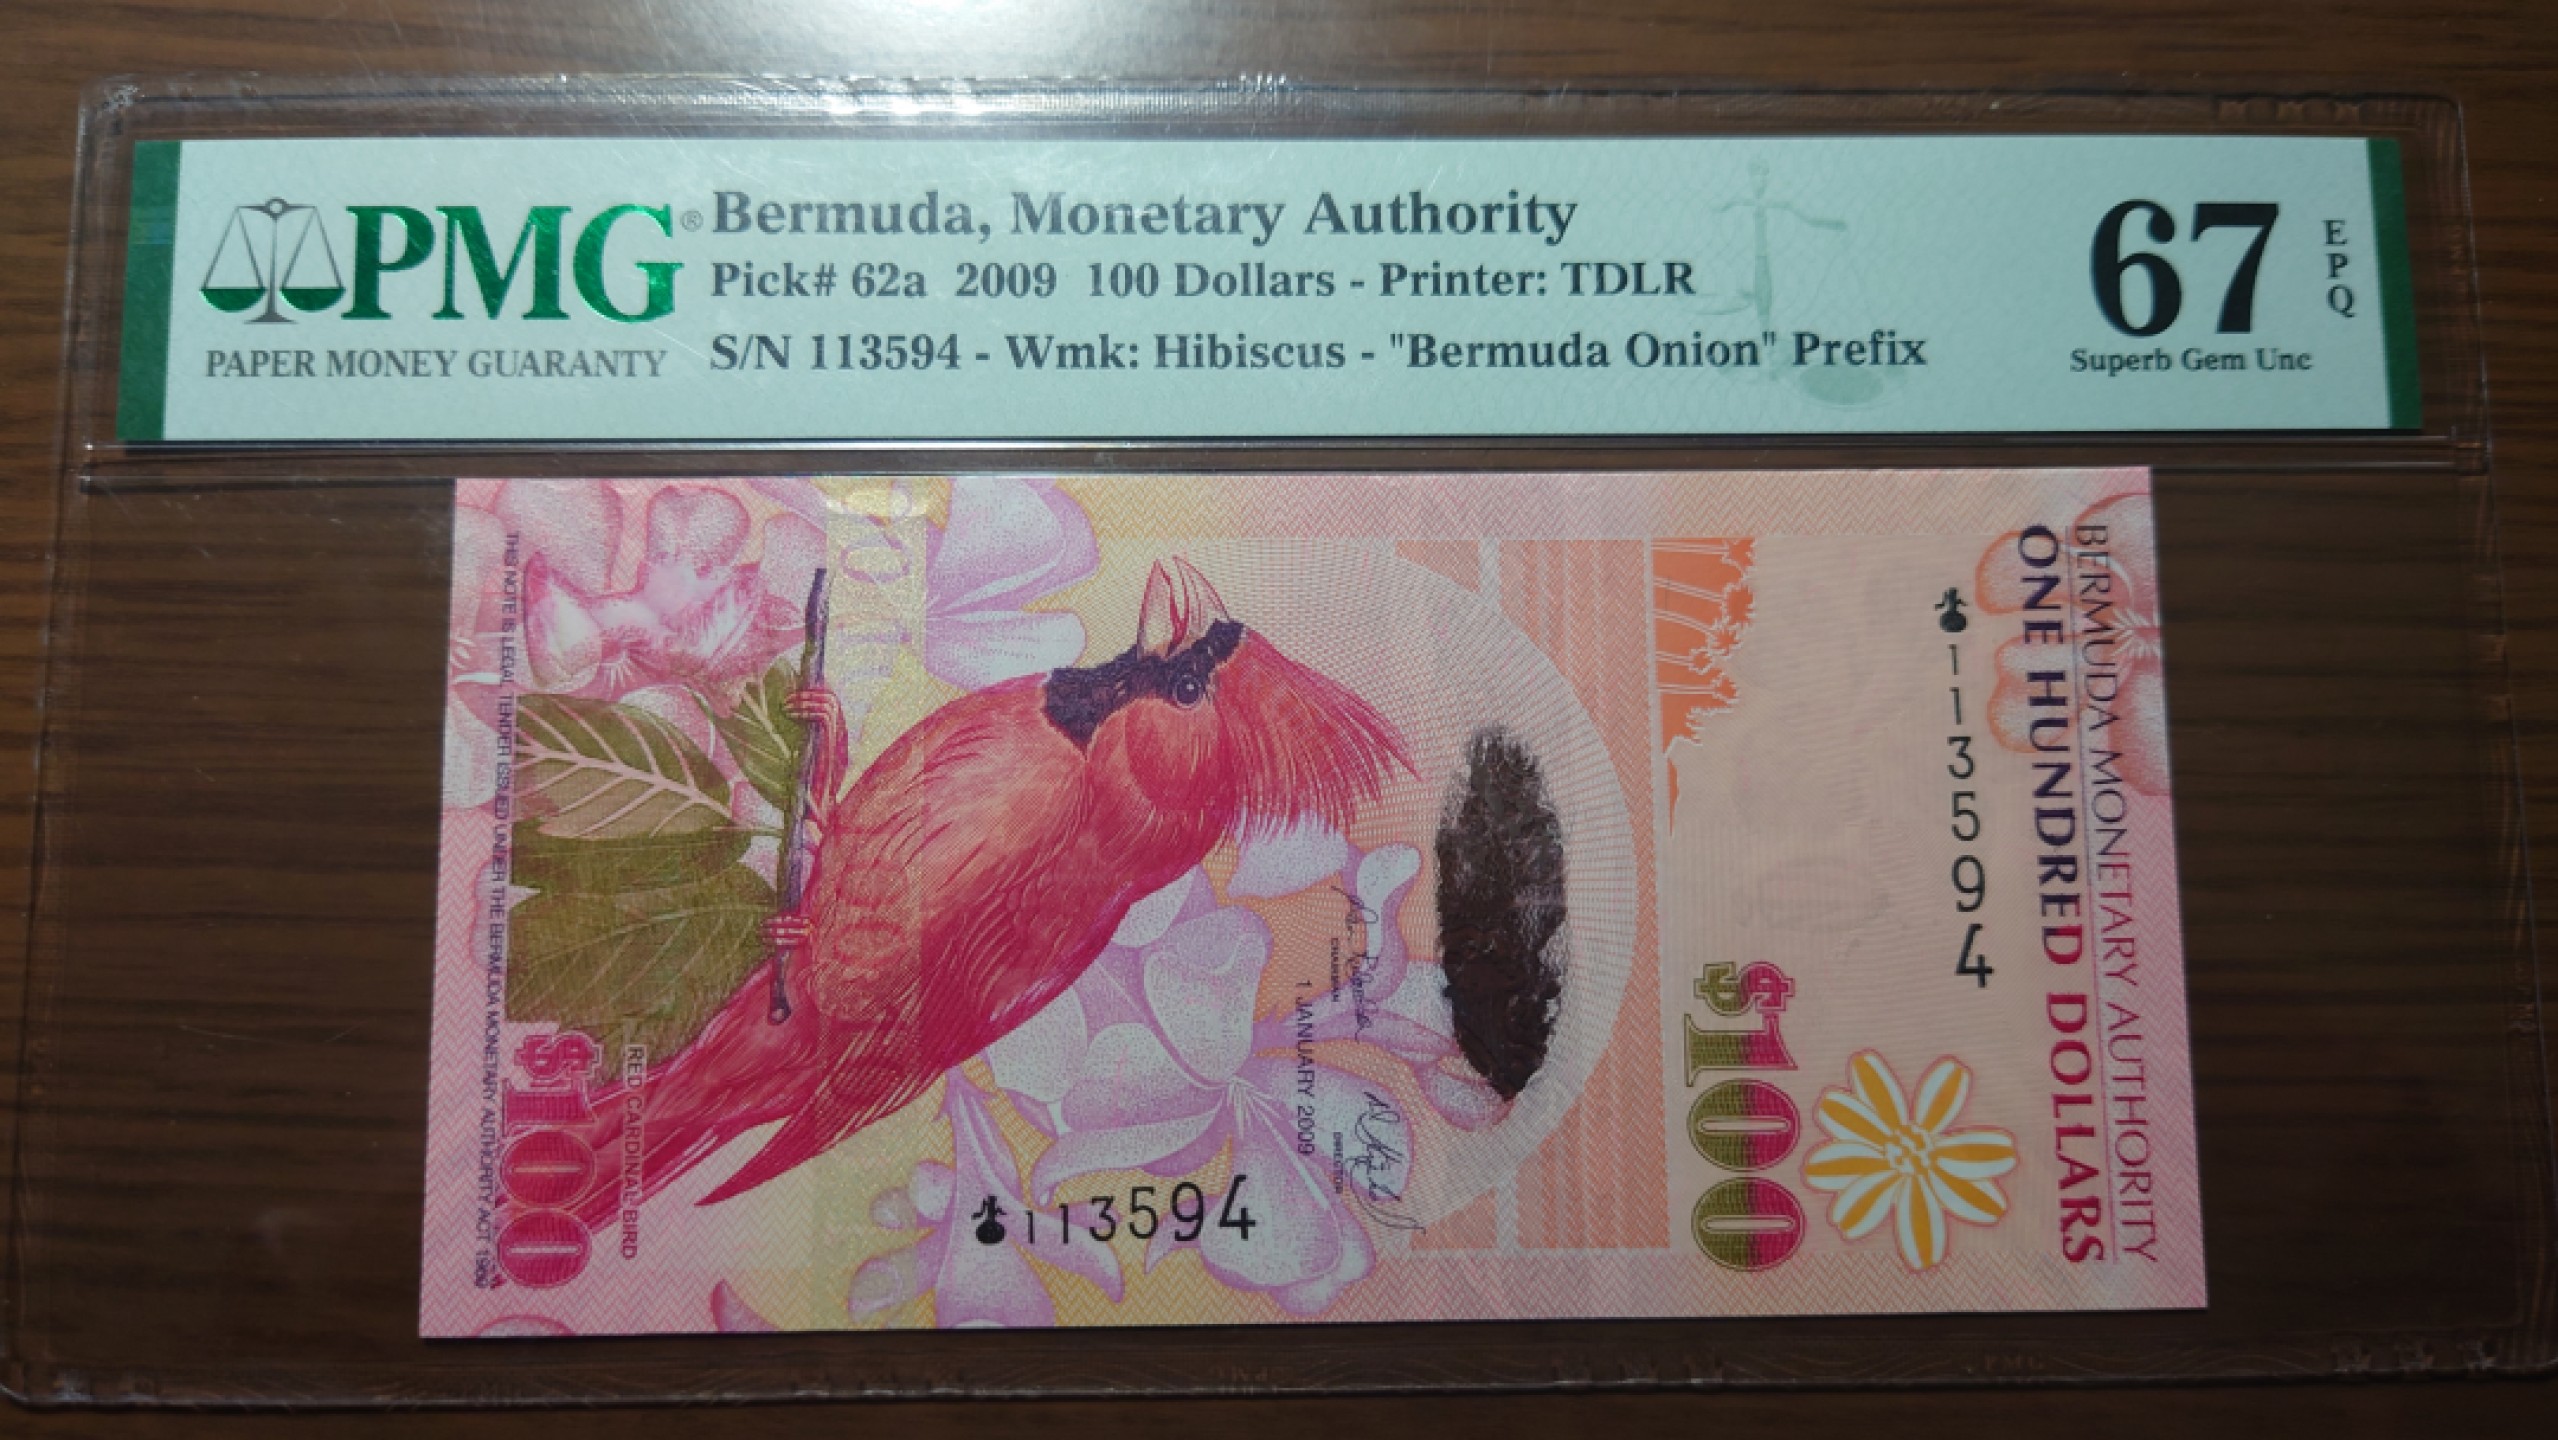 PMG®
PAPER MONEY GUARANTY
Bermuda, Monetary Authority
Pick# 62a 2009 100 Dollars - Printer: TDLR
S/N 113594 - Wmk: Hibiscus - "Bermuda Onion" Prefix
67
EPQ
Superb Gem Unc
BERMUDA MONETARY AUTHORITY
ONE HUNDRED DOLLARS
113594
$100
CHAIRMAN
1 JANUARY 2009
DIRECTOR
113594
RED CARDINAL BIRD
$100
THIS NOTE IS LEGAL TENDER ISSUED UNDER THE BERMUDA MONETARY AUTHORITY ACT 1969